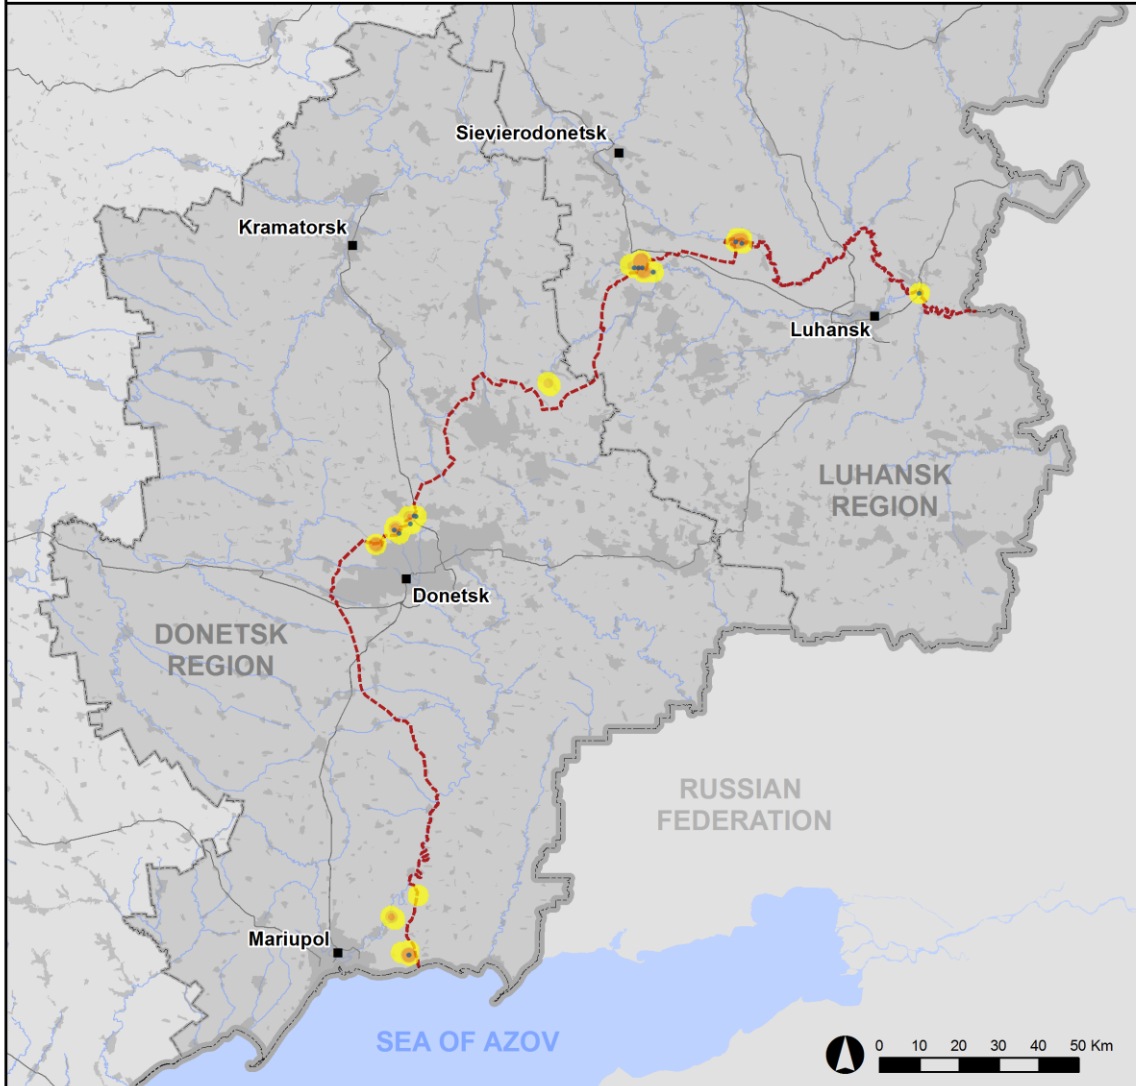 Sievierodonetsk
Kramatorsk
Luhansk
LUHANSK
REGION
Donetsk
DONETSK
REGION
RUSSIAN
FEDERATION
Mariupol
SEA OF AZOV
0 10 20 30 40 50 Km